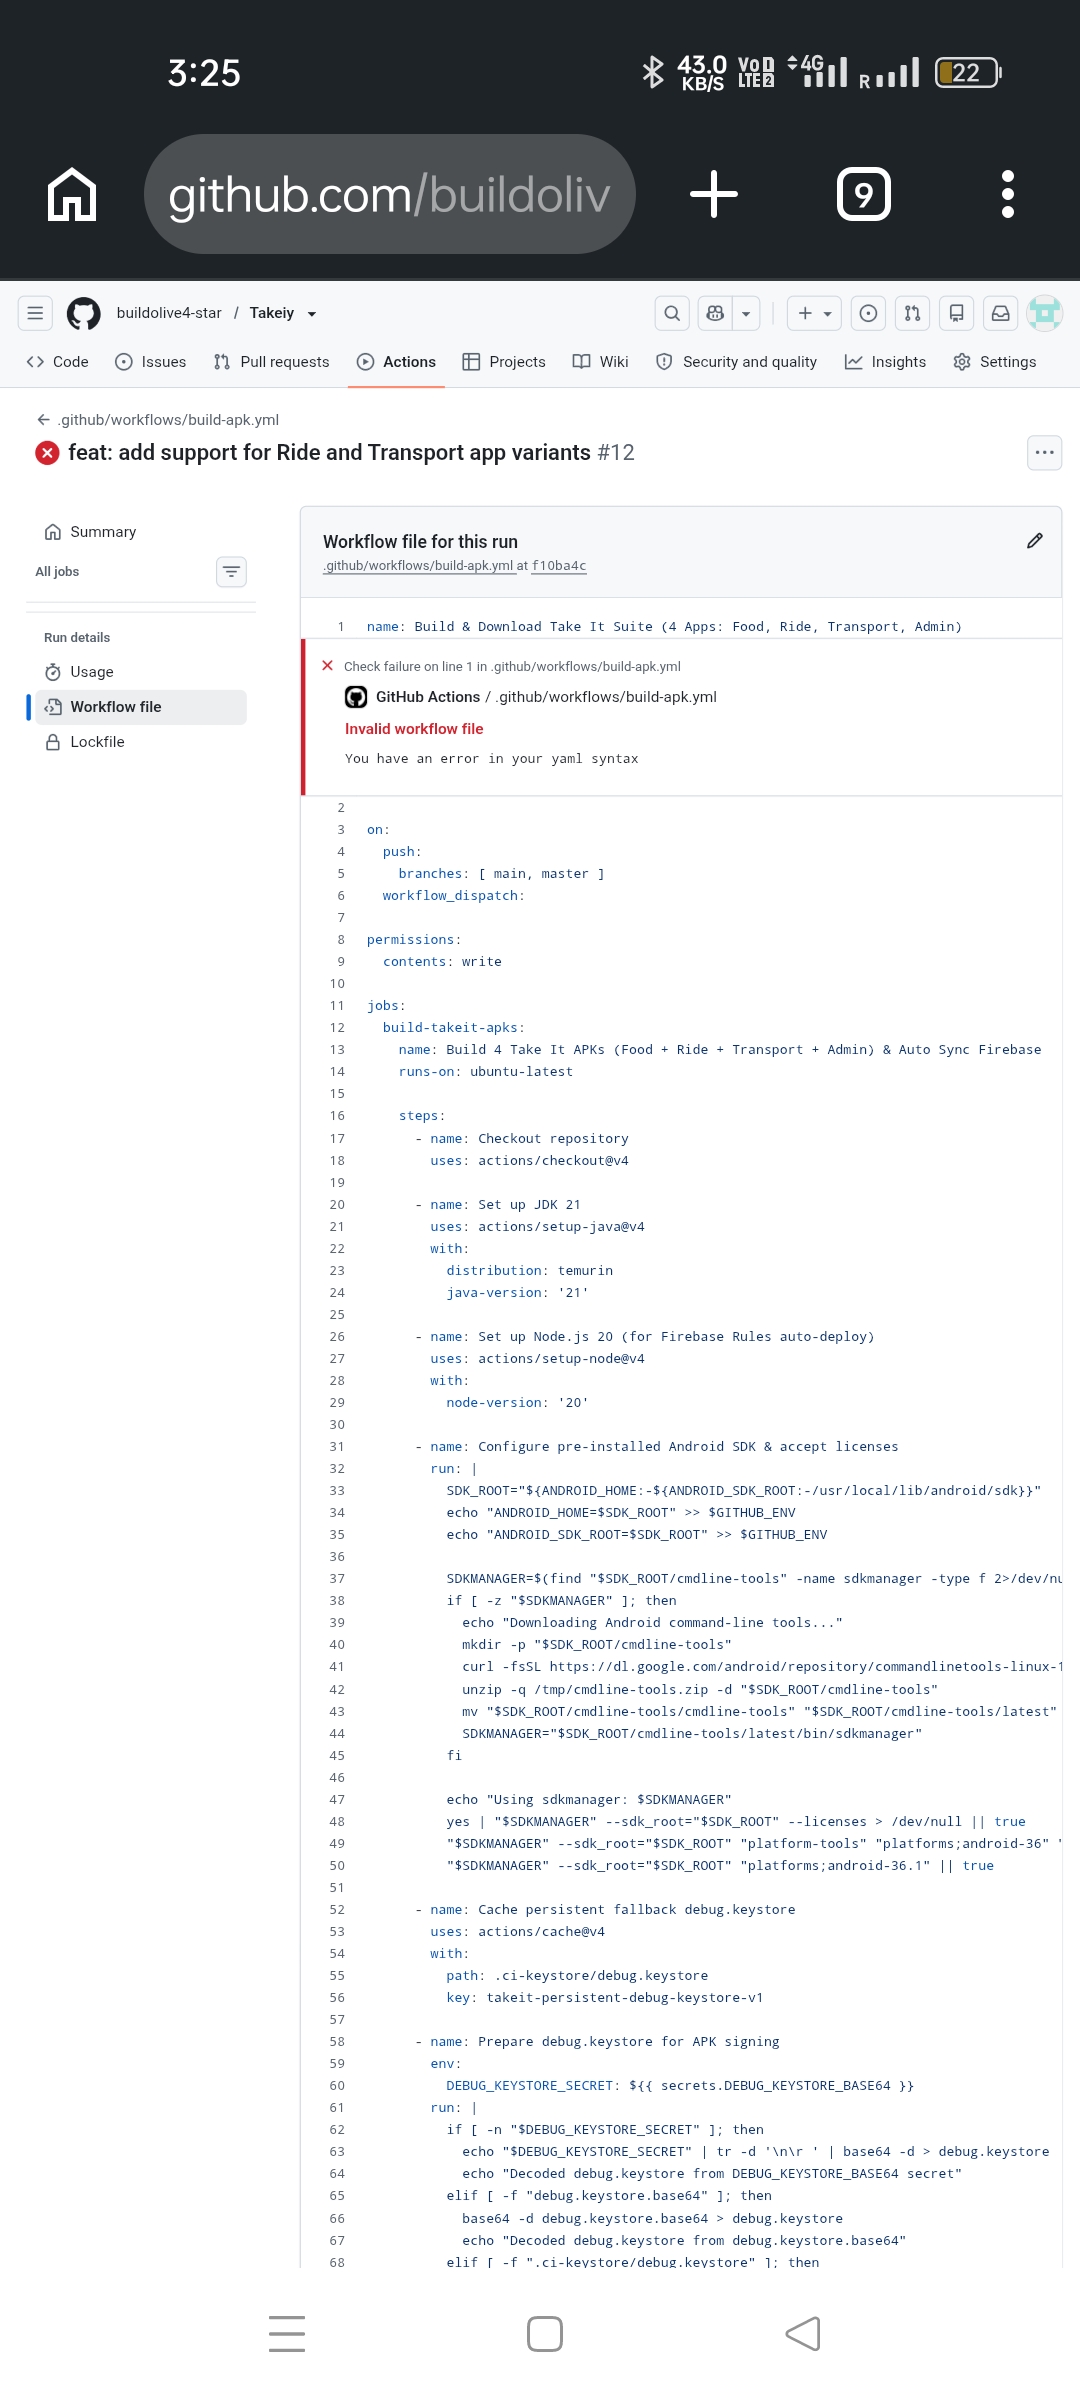 3:25
43.0 KB/S
Vo 1 LTE 2
4G
R
22
github.com/buildoliv
9
buildolive4-star / Takeiy
Code
Issues
Pull requests
Actions
Projects
Wiki
Security and quality
Insights
Settings
.github/workflows/build-apk.yml
feat: add support for Ride and Transport app variants #12
Summary
All jobs
Run details
Usage
Workflow file
Lockfile
Workflow file for this run
.github/workflows/build-apk.yml at f10ba4c
1 name: Build & Download Take It Suite (4 Apps: Food, Ride, Transport, Admin)
Check failure on line 1 in .github/workflows/build-apk.yml
GitHub Actions / .github/workflows/build-apk.yml
Invalid workflow file
You have an error in your yaml syntax
2
3 on:
4   push:
5     branches: [ main, master ]
6   workflow_dispatch:
7
8 permissions:
9   contents: write
10
11 jobs:
12   build-takeit-apks:
13     name: Build 4 Take It APKs (Food + Ride + Transport + Admin) & Auto Sync Firebase
14     runs-on: ubuntu-latest
15
16     steps:
17       - name: Checkout repository
18         uses: actions/checkout@v4
19
20       - name: Set up JDK 21
21         uses: actions/setup-java@v4
22         with:
23           distribution: temurin
24           java-version: '21'
25
26       - name: Set up Node.js 20 (for Firebase Rules auto-deploy)
27         uses: actions/setup-node@v4
28         with:
29           node-version: '20'
30
31       - name: Configure pre-installed Android SDK & accept licenses
32         run: |
33           SDK_ROOT="${ANDROID_HOME:-${ANDROID_SDK_ROOT:-/usr/local/lib/android/sdk}}"
34           echo "ANDROID_HOME=$SDK_ROOT" >> $GITHUB_ENV
35           echo "ANDROID_SDK_ROOT=$SDK_ROOT" >> $GITHUB_ENV
36
37           SDKMANAGER=$(find "$SDK_ROOT/cmdline-tools" -name sdkmanager -type f 2>/dev/nu
38           if [ -z "$SDKMANAGER" ]; then
39             echo "Downloading Android command-line tools..."
40             mkdir -p "$SDK_ROOT/cmdline-tools"
41             curl -fsSL https://dl.google.com/android/repository/commandlinetools-linux-1
42             unzip -q /tmp/cmdline-tools.zip -d "$SDK_ROOT/cmdline-tools"
43             mv "$SDK_ROOT/cmdline-tools/cmdline-tools" "$SDK_ROOT/cmdline-tools/latest"
44             SDKMANAGER="$SDK_ROOT/cmdline-tools/latest/bin/sdkmanager"
45           fi
46
47           echo "Using sdkmanager: $SDKMANAGER"
48           yes | "$SDKMANAGER" --sdk_root="$SDK_ROOT" --licenses > /dev/null || true
49           "$SDKMANAGER" --sdk_root="$SDK_ROOT" "platform-tools" "platforms;android-36" "
50           "$SDKMANAGER" --sdk_root="$SDK_ROOT" "platforms;android-36.1" || true
51
52       - name: Cache persistent fallback debug.keystore
53         uses: actions/cache@v4
54         with:
55           path: .ci-keystore/debug.keystore
56           key: takeit-persistent-debug-keystore-v1
57
58       - name: Prepare debug.keystore for APK signing
59         env:
60           DEBUG_KEYSTORE_SECRET: ${{ secrets.DEBUG_KEYSTORE_BASE64 }}
61         run: |
62           if [ -n "$DEBUG_KEYSTORE_SECRET" ]; then
63             echo "$DEBUG_KEYSTORE_SECRET" | tr -d '\n\r ' | base64 -d > debug.keystore
64             echo "Decoded debug.keystore from DEBUG_KEYSTORE_BASE64 secret"
65           elif [ -f "debug.keystore.base64" ]; then
66             base64 -d debug.keystore.base64 > debug.keystore
67             echo "Decoded debug.keystore from debug.keystore.base64"
68           elif [ -f ".ci-keystore/debug.keystore" ]; then